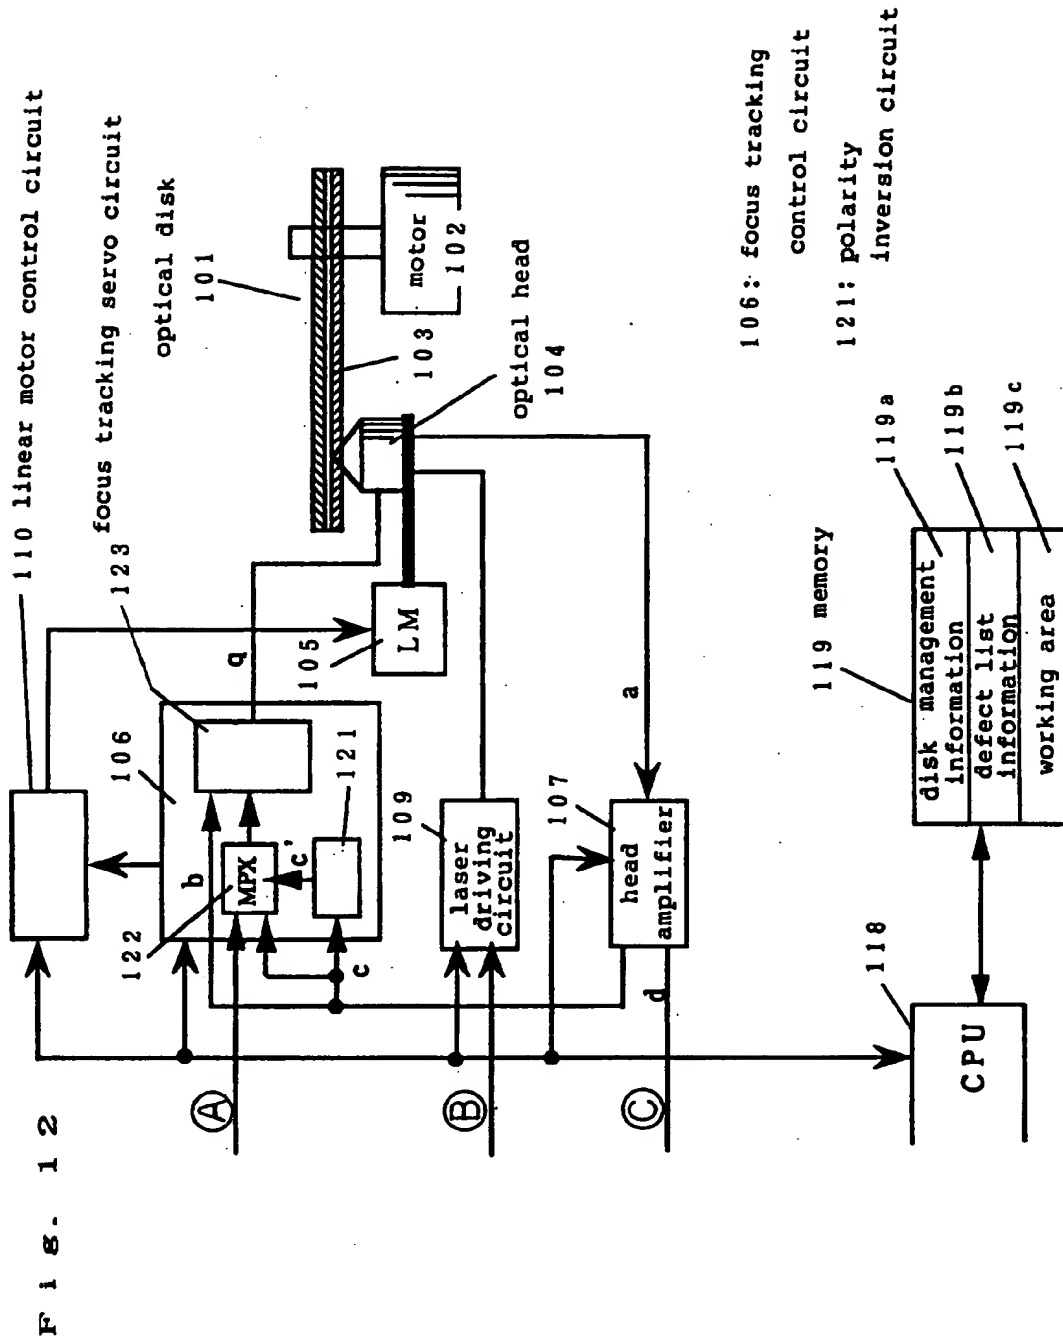 Fig. 12
110 linear motor control circuit
123 focus tracking servo circuit
optical disk
101
106
122
MPX
b
c'
c
121
q
105
LM
103
motor
102
optical head
104
A
B
C
109
laser
driving
circuit
107
head
amplifier
a
d
106: focus tracking
control circuit
121: polarity
inversion circuit
118
CPU
119 memory
disk management
information
defect list
information
working area
119a
119b
119c